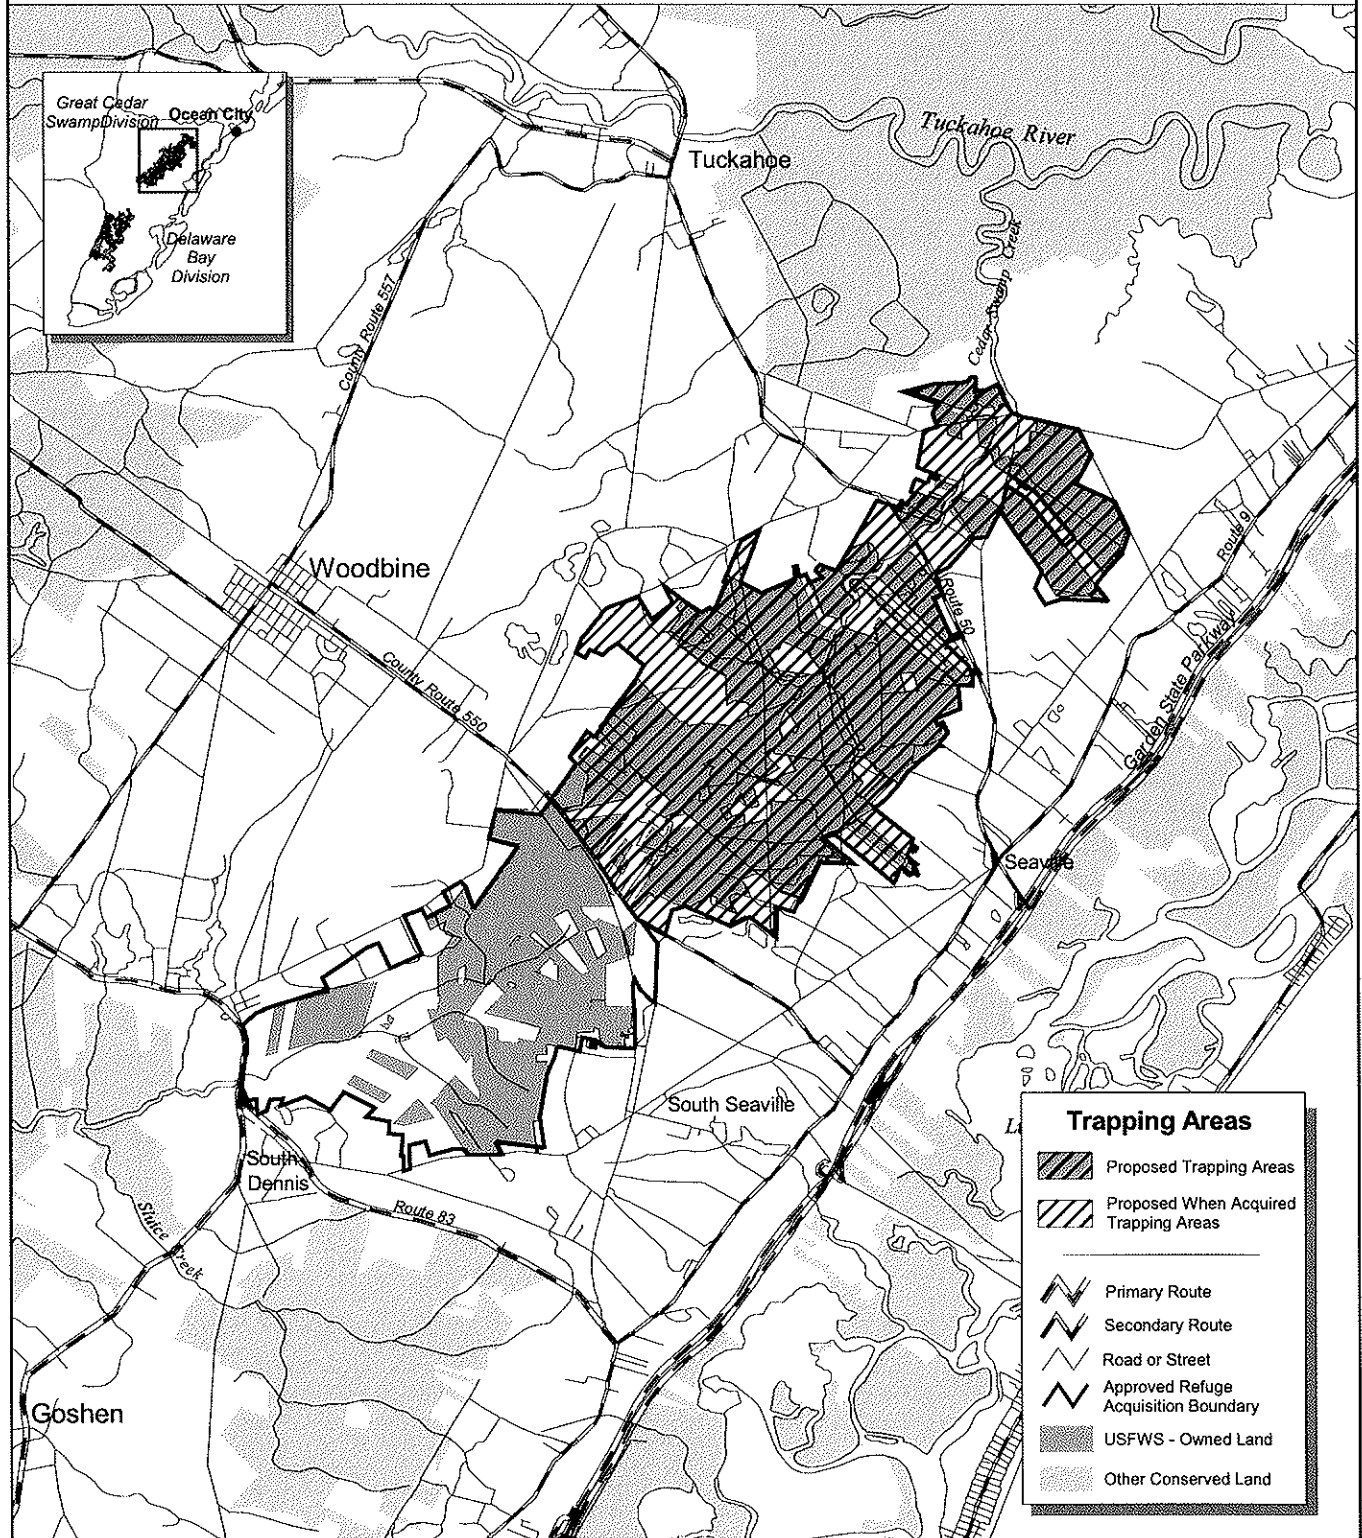 Great Cedar
SwampDivision
Ocean City
Delaware
Bay
Division
Tuckahoe River
Tuckahoe
Cedar Swamp Creek
County Route 557
Woodbine
Route 9
Route 50
County Route 550
Garden State Parkway
Seaville
South Seaville
South
Dennis
Route 83
Sluice Creek
Goshen
Trapping Areas
Proposed Trapping Areas
Proposed When Acquired
Trapping Areas
Primary Route
Secondary Route
Road or Street
Approved Refuge
Acquisition Boundary
USFWS - Owned Land
Other Conserved Land